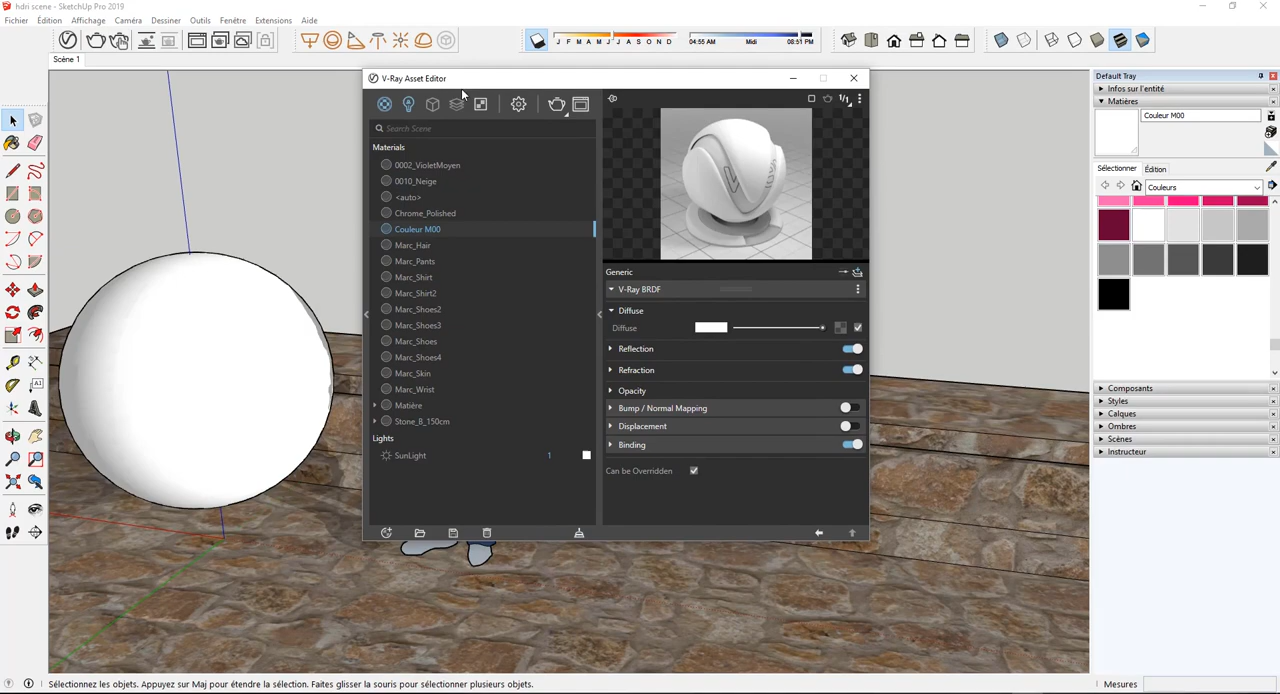 hdri scene - SketchUp Pro 2019
Fichier Édition Affichage Caméra Dessiner Outils Fenêtre Extensions Aide
J F M A M J J A S O N D
04:55 AM Midi 08:51 PM
Scène 1
V-Ray Asset Editor
Search Scene
Materials
0002_VioletMoyen
0010_Neige
<auto>
Chrome_Polished
Couleur M00
Marc_Hair
Marc_Pants
Marc_Shirt
Marc_Shirt2
Marc_Shoes2
Marc_Shoes3
Marc_Shoes
Marc_Shoes4
Marc_Skin
Marc_Wrist
Matière
Stone_8_150cm
Lights
SunLight 1
1/1
Generic
V-Ray BRDF
Diffuse
Diffuse
Reflection
Refraction
Opacity
Bump / Normal Mapping
Displacement
Binding
Can be Overridden
Default Tray
Infos sur l'entité
Matières
Couleur M00
Sélectionner Édition
Couleurs
Composants
Styles
Calques
Ombres
Scènes
Instructeur
Sélectionnez les objets. Appuyez sur Maj pour étendre la sélection. Faites glisser la souris pour sélectionner plusieurs objets.
Mesures